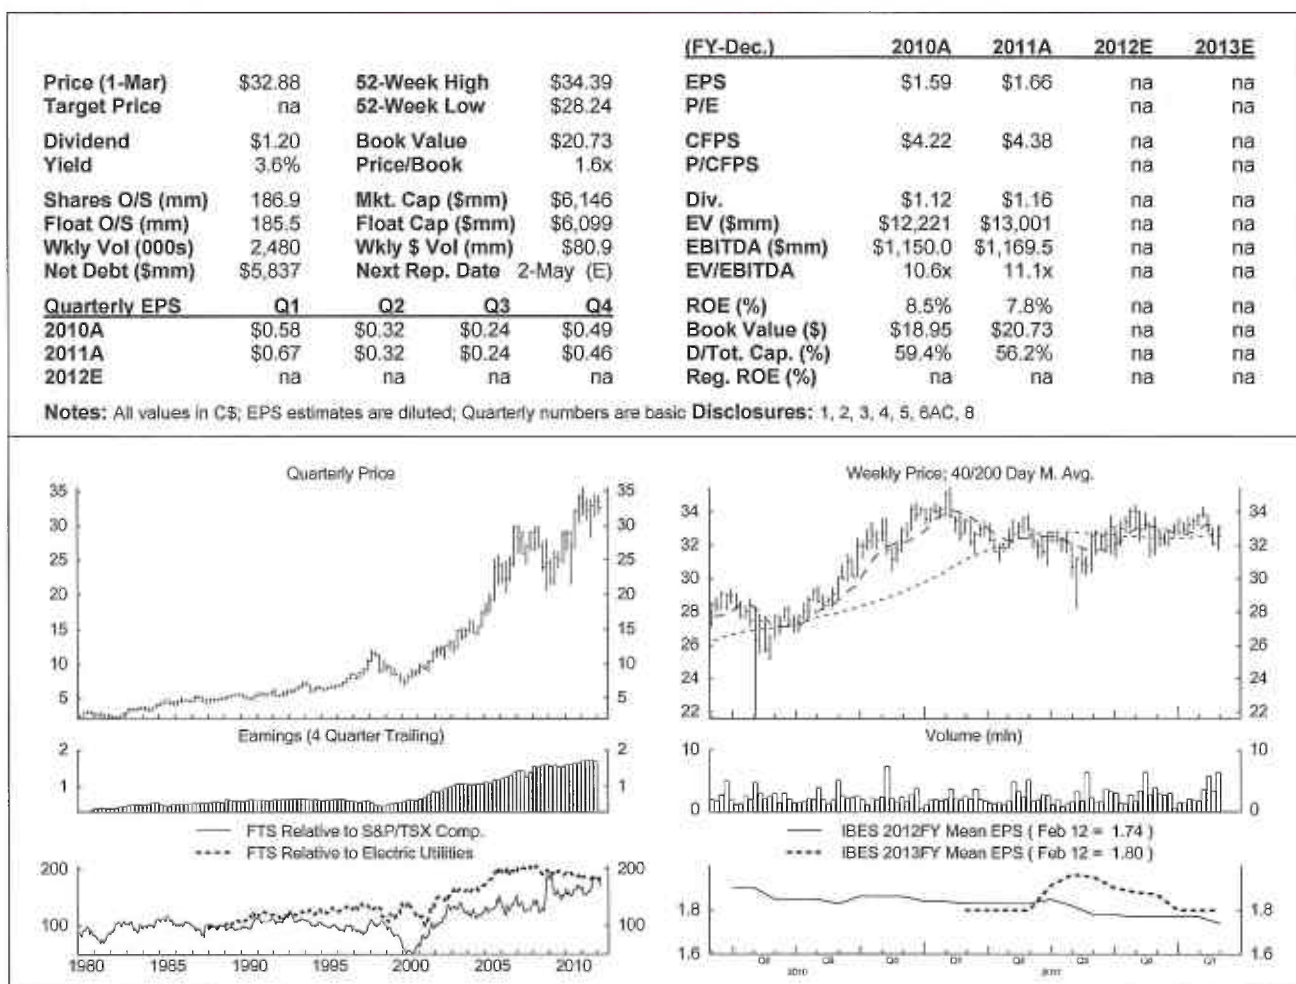 (FY-Dec.) 2010A 2011A 2012E 2013E
Price (1-Mar) $32.88 52-Week High $34.39 EPS $1.59 $1.66 na na
Target Price na 52-Week Low $28.24 P/E na na
Dividend $1.20 Book Value $20.73 CFPS $4.22 $4.38 na na
Yield 3.6% Price/Book 1.6x P/CFPS na na
Shares O/S (mm) 186.9 Mkt. Cap ($mm) $6,146 Div. $1.12 $1.16 na na
Float O/S (mm) 185.5 Float Cap ($mm) $6,099 EV ($mm) $12,221 $13,001 na na
Wkly Vol (000s) 2,480 Wkly $ Vol (mm) $80.9 EBITDA ($mm) $1,150.0 $1,169.5 na na
Net Debt ($mm) $5,837 Next Rep. Date 2-May (E) EV/EBITDA 10.6x 11.1x na na
Quarterly EPS Q1 Q2 Q3 Q4 ROE (%) 8.5% 7.8% na na
2010A $0.58 $0.32 $0.24 $0.49 Book Value ($) $18.95 $20.73 na na
2011A $0.67 $0.32 $0.24 $0.46 D/Tot. Cap. (%) 59.4% 56.2% na na
2012E na na na na Reg. ROE (%) na na na na
Notes: All values in C$; EPS estimates are diluted; Quarterly numbers are basic Disclosures: 1, 2, 3, 4, 5, 6AC, 8
Quarterly Price
35 35
30 30
25 25
20 20
15 15
10 10
5 5
Weekly Price; 40/200 Day M. Avg.
34 34
32 32
30 30
28 28
26 26
24 24
22 22
Earnings (4 Quarter Trailing)
2 2
1 1
Volume (mln)
10 10
0 0
FTS Relative to S&P/TSX Comp.
FTS Relative to Electric Utilities
200 200
100 100
1980 1985 1990 1995 2000 2005 2010
IBES 2012FY Mean EPS ( Feb 12 = 1.74 )
IBES 2013FY Mean EPS ( Feb 12 = 1.80 )
1.8 1.8
1.6 1.6
2010 2011